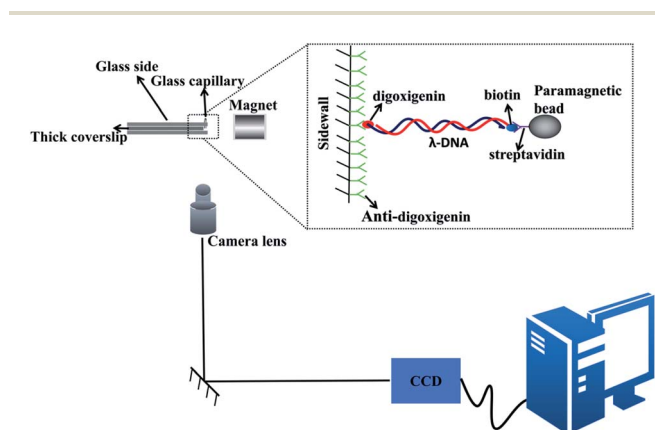 Glass side
Glass capillary
Magnet
Thick coverslip
Sidewall
digoxigenin
λ-DNA
biotin
Paramagnetic
bead
streptavidin
Anti-digoxigenin
Camera lens
CCD